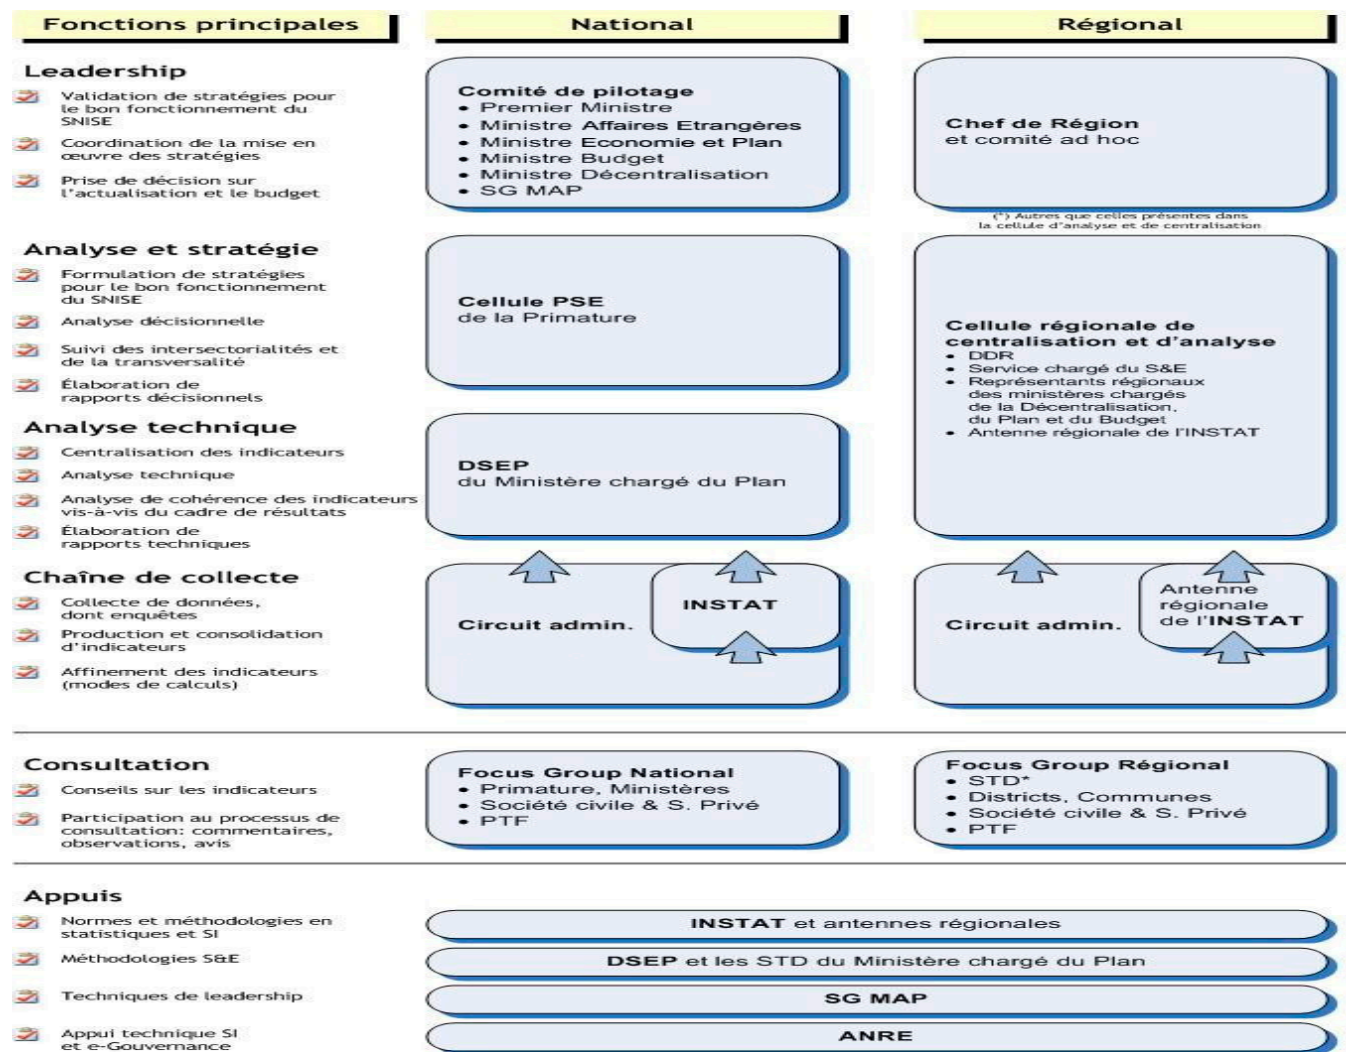 Fonctions principales
National
Régional
Leadership
Validation de stratégies pour
le bon fonctionnement du
SNISE
Coordination de la mise en
œuvre des stratégies
Prise de décision sur
l'actualisation et le budget
Comité de pilotage
• Premier Ministre
• Ministre Affaires Etrangères
• Ministre Economie et Plan
• Ministre Budget
• Ministre Décentralisation
• SG MAP
Chef de Région
et comité ad hoc
(*) Autres que celles présentes dans
la cellule d'analyse et de centralisation
Analyse et stratégie
Formulation de stratégies
pour le bon fonctionnement
du SNISE
Analyse décisionnelle
Suivi des intersectorialités et
de la transversalité
Élaboration de
rapports décisionnels
Cellule PSE
de la Primature
Cellule régionale de
centralisation et d'analyse
• DDR
• Service chargé du S&E
• Représentants régionaux
des ministères chargés
de la Décentralisation,
du Plan et du Budget
• Antenne régionale de l'INSTAT
Analyse technique
Centralisation des indicateurs
Analyse technique
Analyse de cohérence des indicateurs
vis-à-vis du cadre de résultats
Élaboration de
rapports techniques
DSEP
du Ministère chargé du Plan
Chaîne de collecte
Collecte de données,
dont enquêtes
Production et consolidation
d'indicateurs
Affinement des indicateurs
(modes de calculs)
Circuit admin.
INSTAT
Circuit admin.
Antenne
régionale
de l'INSTAT
Consultation
Conseils sur les indicateurs
Participation au processus de
consultation: commentaires,
observations, avis
Focus Group National
• Primature, Ministères
• Société civile & S. Privé
• PTF
Focus Group Régional
• STD*
• Districts, Communes
• Société civile & S. Privé
• PTF
Appuis
Normes et méthodologies en
statistiques et SI
INSTAT et antennes régionales
Méthodologies S&E
DSEP et les STD du Ministère chargé du Plan
Techniques de leadership
SG MAP
Appui technique SI
et e-Gouvernance
ANRE